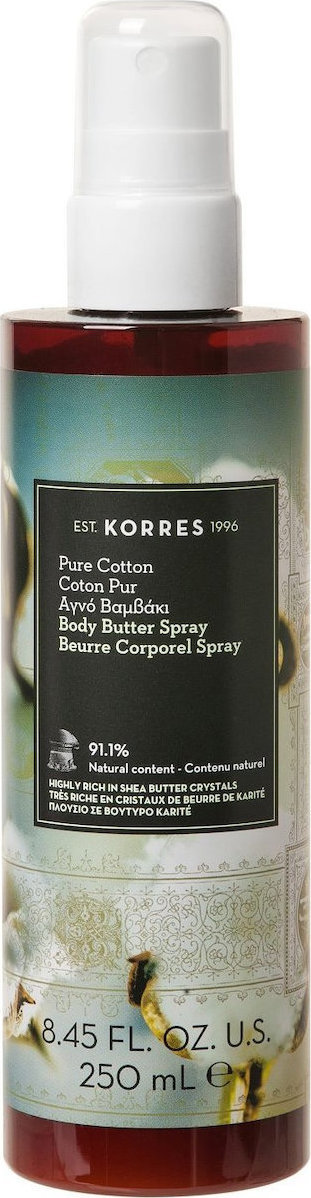 EST. KORRES 1996
Pure Cotton
Coton Pur
Αγνό Βαμβάκι
Body Butter Spray
Beurre Corporel Spray
91.1%
Natural content - Contenu naturel
HIGHLY RICH IN SHEA BUTTER CRYSTALS
TRÈS RICHE EN CRISTAUX DE BEURRE DE KARITÉ
ΠΛΟΥΣΙΟ ΣΕ ΒΟΥΤΥΡΟ ΚΑΡΙΤΕ
8.45 FL. OZ. U.S.
250 mL ℮